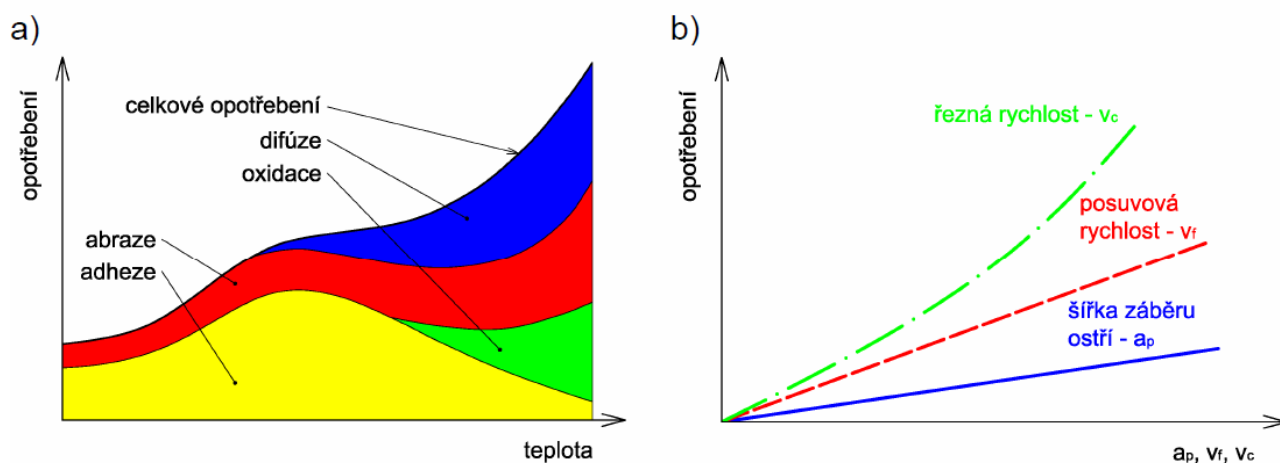 a)
opotřebení
celkové opotřebení
difúze
oxidace
abraze
adheze
teplota
b)
opotřebení
řezná rychlost - vc
posuvová
rychlost - vf
šířka záběru
ostří - ap
ap, vf, vc